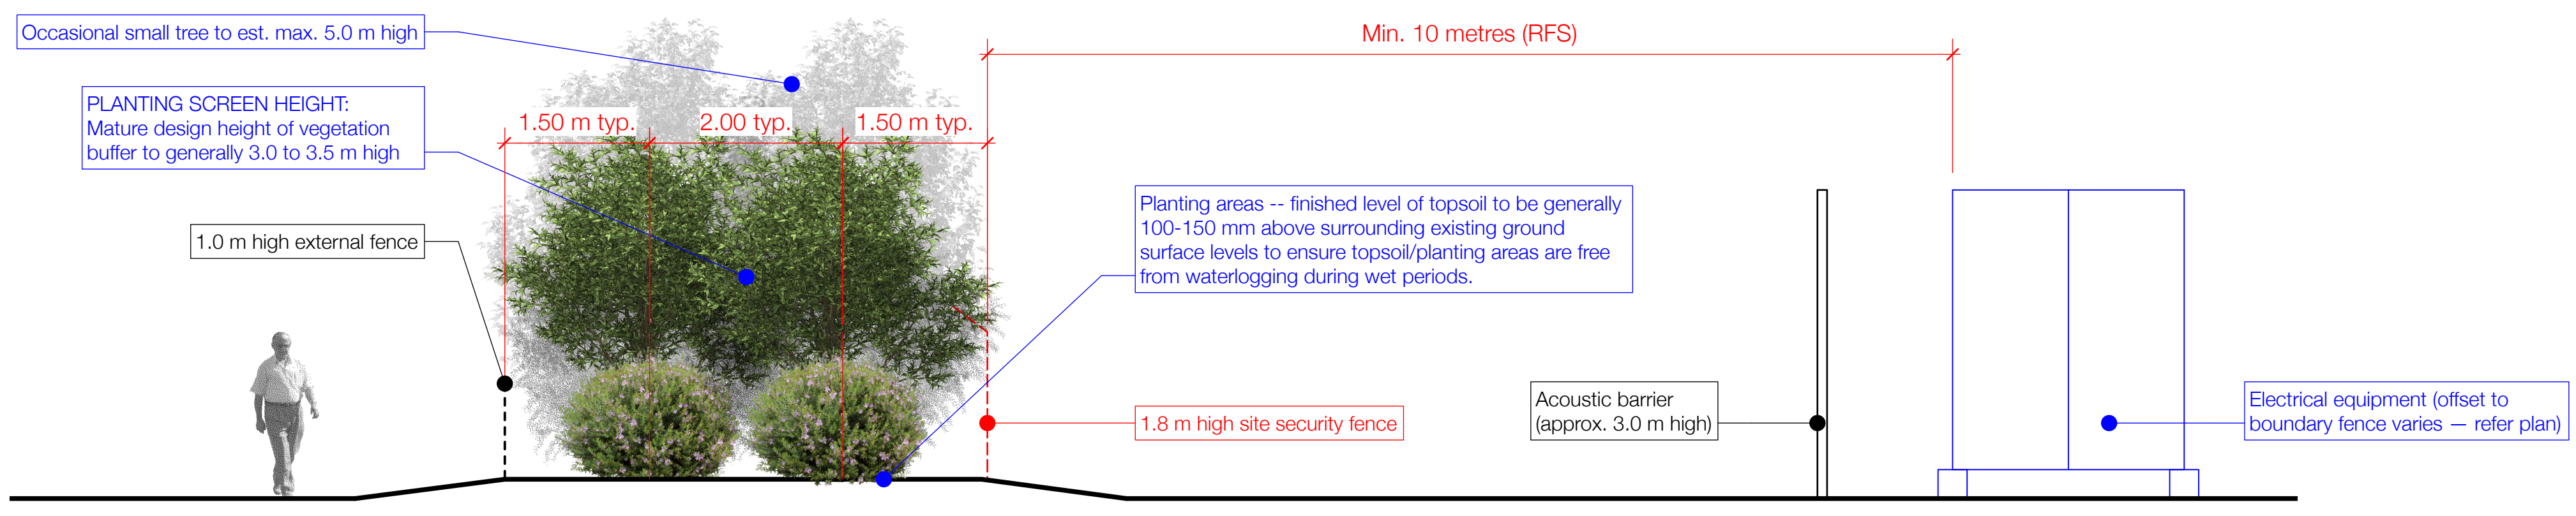 Occasional small tree to est. max. 5.0 m high
Min. 10 metres (RFS)
PLANTING SCREEN HEIGHT:
Mature design height of vegetation
buffer to generally 3.0 to 3.5 m high
1.50 m typ.
2.00 typ.
1.50 m typ.
1.0 m high external fence
Planting areas -- finished level of topsoil to be generally
100-150 mm above surrounding existing ground
surface levels to ensure topsoil/planting areas are free
from waterlogging during wet periods.
1.8 m high site security fence
Acoustic barrier
(approx. 3.0 m high)
Electrical equipment (offset to
boundary fence varies — refer plan)